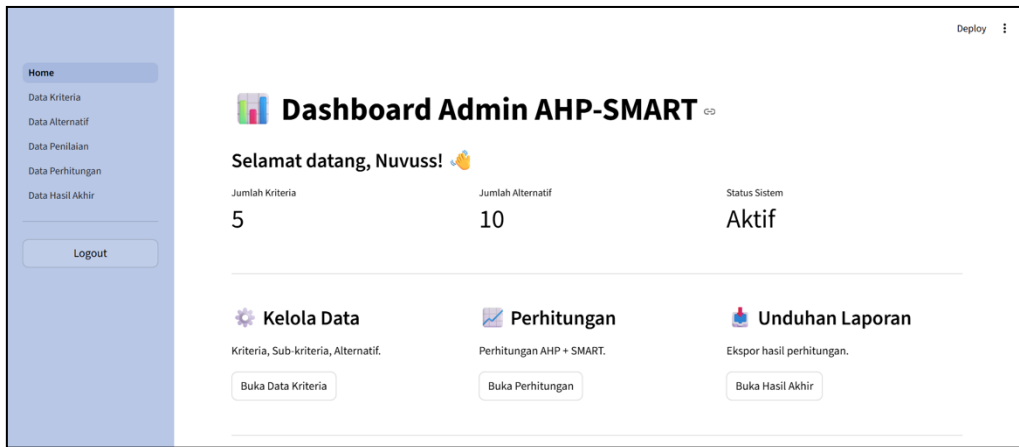 Deploy
Home
Data Kriteria
Data Alternatif
Data Penilaian
Data Perhitungan
Data Hasil Akhir
Logout
Dashboard Admin AHP-SMART
Selamat datang, Nuvuss!
Jumlah Kriteria
5
Jumlah Alternatif
10
Status Sistem
Aktif
Kelola Data
Kriteria, Sub-kriteria, Alternatif.
Buka Data Kriteria
Perhitungan
Perhitungan AHP + SMART.
Buka Perhitungan
Unduhan Laporan
Ekspor hasil perhitungan.
Buka Hasil Akhir